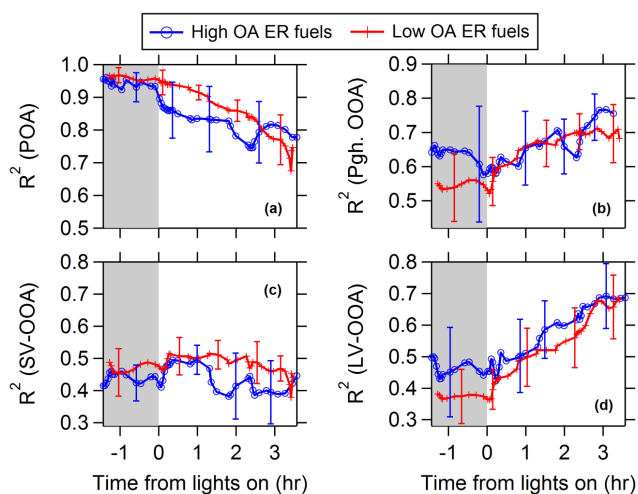 High OA ER fuels Low OA ER fuels
1.0
0.9
0.8
0.7
0.6
0.5
R² (POA)
(a)
0.9
0.8
0.7
0.6
R² (Pgh. OOA)
(b)
0.8
0.7
0.6
0.5
0.4
0.3
R² (SV-OOA)
(c)
-1 0 1 2 3
Time from lights on (hr)
0.8
0.7
0.6
0.5
0.4
0.3
R² (LV-OOA)
(d)
-1 0 1 2 3
Time from lights on (hr)